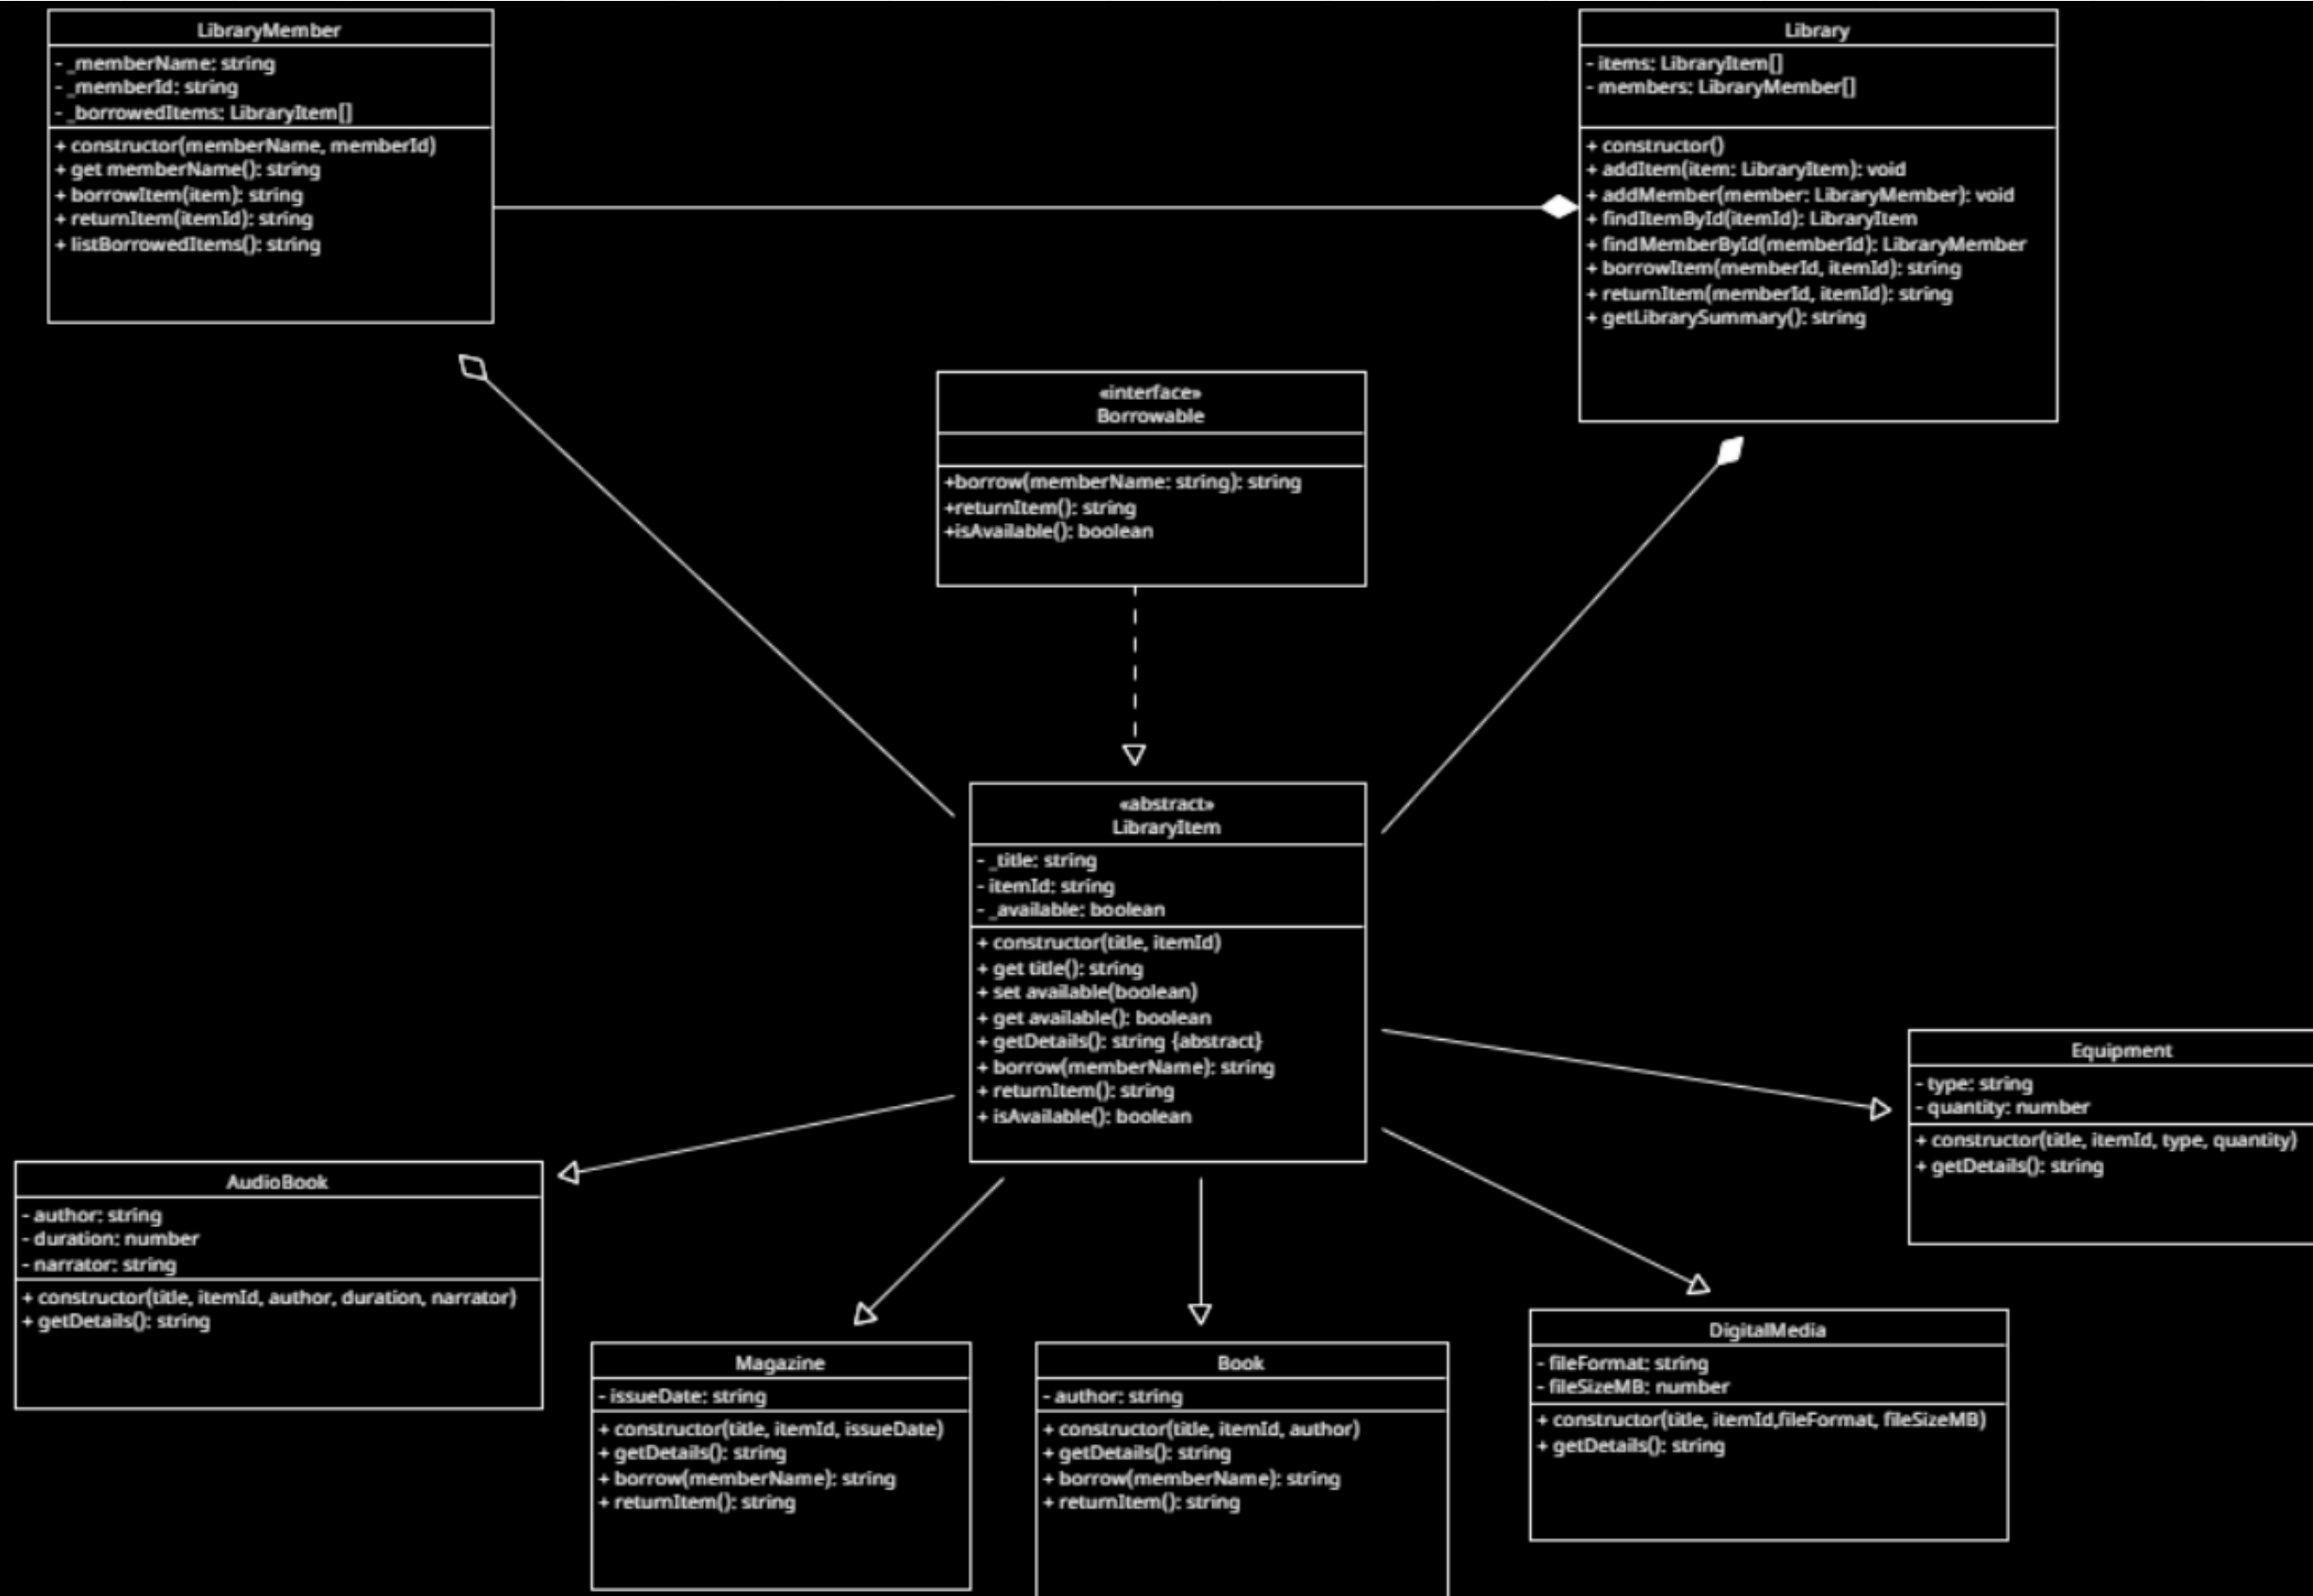 LibraryMember
- _memberName: string
- _memberId: string
- _borrowedItems: LibraryItem[]
+ constructor(memberName, memberId)
+ get memberName(): string
+ borrowItem(item): string
+ returnItem(itemId): string
+ listBorrowedItems(): string
Library
- items: LibraryItem[]
- members: LibraryMember[]
+ constructor()
+ addItem(item: LibraryItem): void
+ addMember(member: LibraryMember): void
+ findItemById(itemId): LibraryItem
+ findMemberById(memberId): LibraryMember
+ borrowItem(memberId, itemId): string
+ returnItem(memberId, itemId): string
+ getLibrarySummary(): string
«interface»
Borrowable
+borrow(memberName: string): string
+returnItem(): string
+isAvailable(): boolean
«abstract»
LibraryItem
- _title: string
- itemId: string
- _available: boolean
+ constructor(title, itemId)
+ get title(): string
+ set available(boolean)
+ get available(): boolean
+ getDetails(): string {abstract}
+ borrow(memberName): string
+ returnItem(): string
+ isAvailable(): boolean
Equipment
- type: string
- quantity: number
+ constructor(title, itemId, type, quantity)
+ getDetails(): string
AudioBook
- author: string
- duration: number
- narrator: string
+ constructor(title, itemId, author, duration, narrator)
+ getDetails(): string
Magazine
- issueDate: string
+ constructor(title, itemId, issueDate)
+ getDetails(): string
+ borrow(memberName): string
+ returnItem(): string
Book
- author: string
+ constructor(title, itemId, author)
+ getDetails(): string
+ borrow(memberName): string
+ returnItem(): string
DigitalMedia
- fileFormat: string
- fileSizeMB: number
+ constructor(title, itemId,fileFormat, fileSizeMB)
+ getDetails(): string